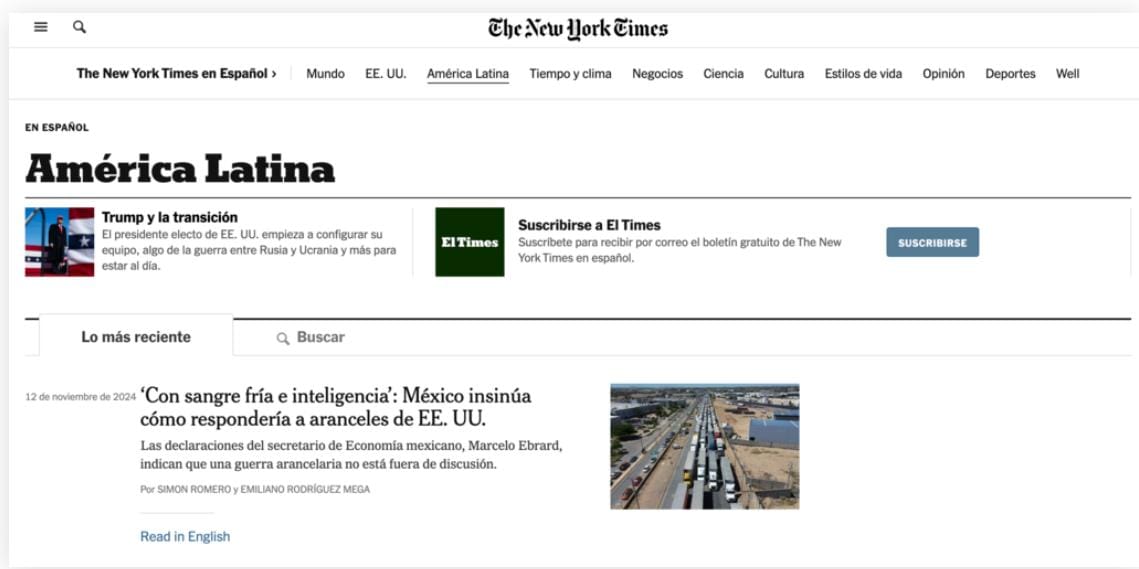 The New York Times
The New York Times en Español ›
Mundo
EE. UU.
América Latina
Tiempo y clima
Negocios
Ciencia
Cultura
Estilos de vida
Opinión
Deportes
Well
EN ESPAÑOL
América Latina
Trump y la transición
El presidente electo de EE. UU. empieza a configurar su
equipo, algo de la guerra entre Rusia y Ucrania y más para
estar al día.
El Times
Suscribirse a El Times
Suscríbete para recibir por correo el boletín gratuito de The New
York Times en español.
SUSCRIBIRSE
Lo más reciente
Buscar
12 de noviembre de 2024
‘Con sangre fría e inteligencia’: México insinúa
cómo respondería a aranceles de EE. UU.
Las declaraciones del secretario de Economía mexicano, Marcelo Ebrard,
indican que una guerra arancelaria no está fuera de discusión.
Por SIMON ROMERO y EMILIANO RODRÍGUEZ MEGA
Read in English